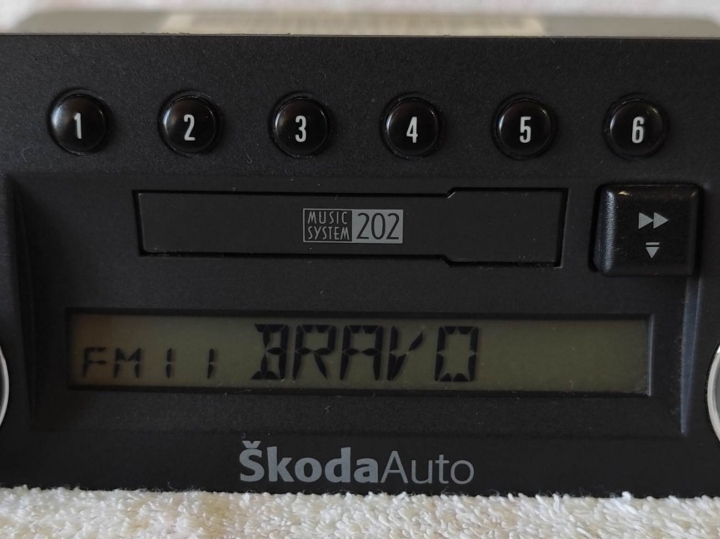 1 2 3 4 5 6
MUSIC
SYSTEM 202
FM11 BRAVO
ŠkodaAuto